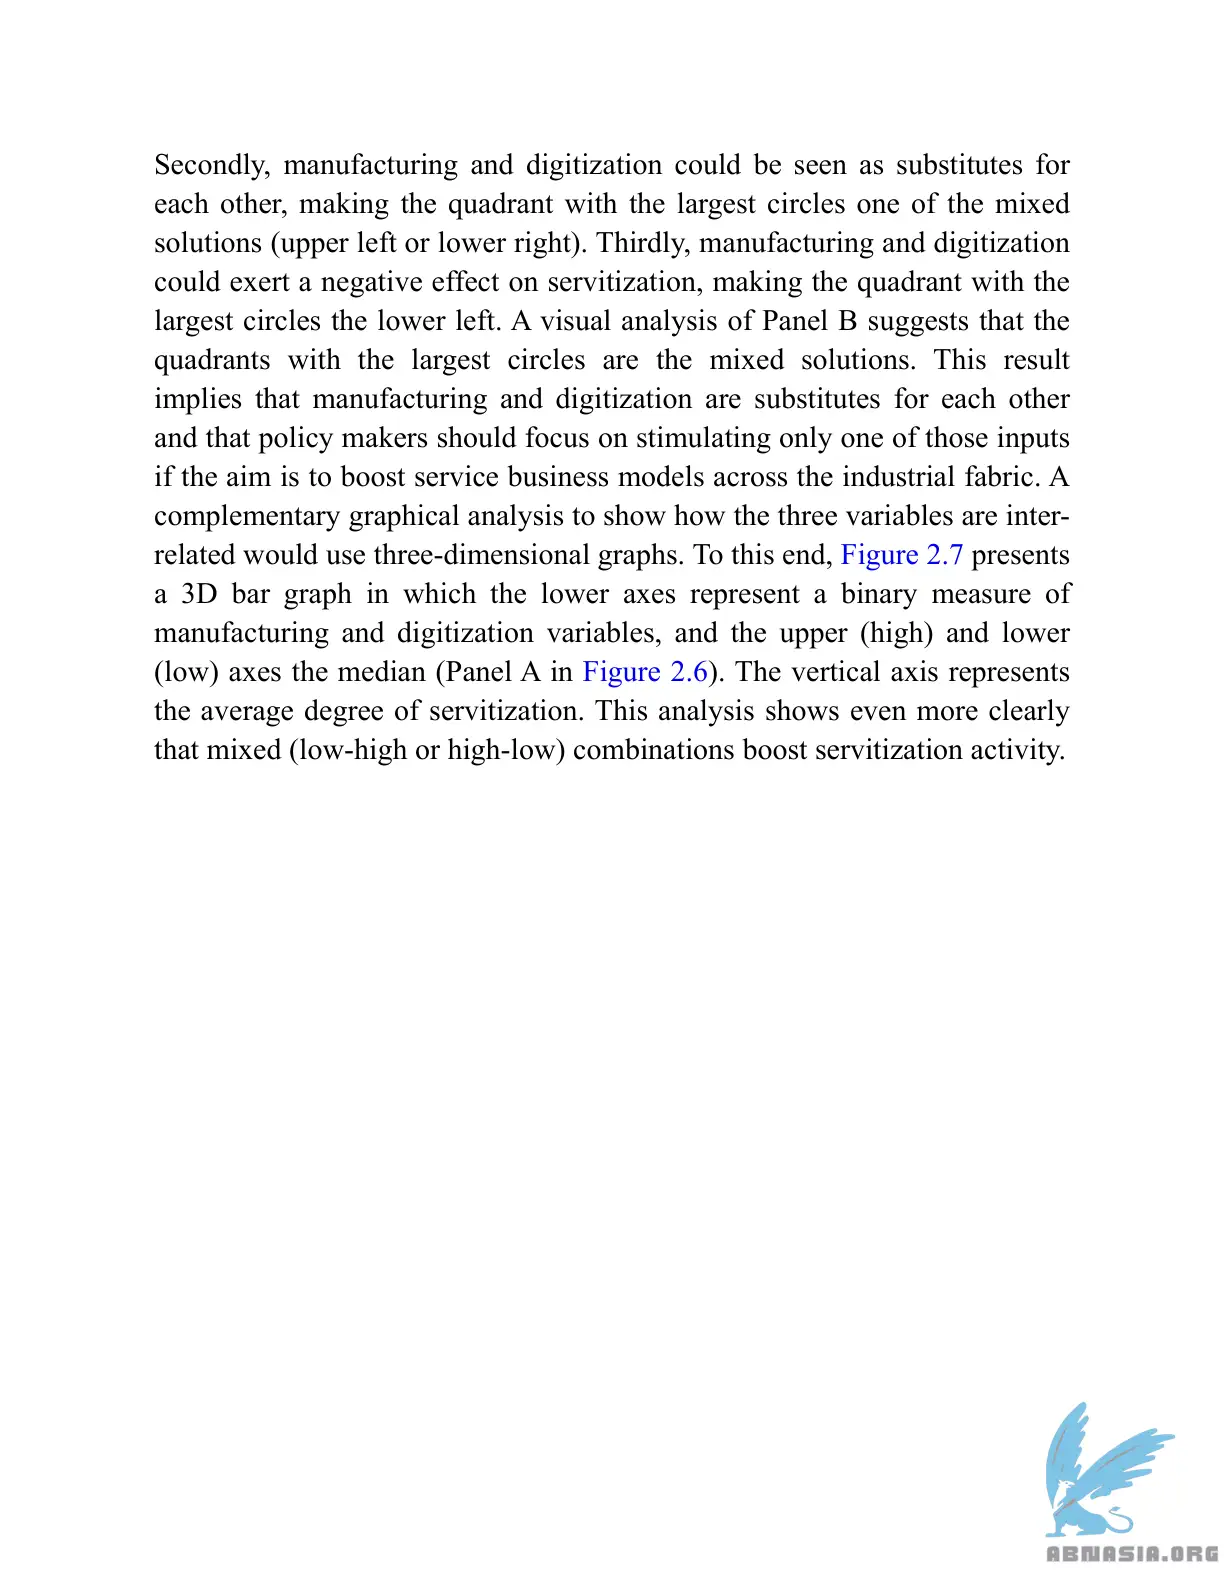 Secondly, manufacturing and digitization could be seen as substitutes for
each other, making the quadrant with the largest circles one of the mixed
solutions (upper left or lower right). Thirdly, manufacturing and digitization
could exert a negative effect on servitization, making the quadrant with the
largest circles the lower left. A visual analysis of Panel B suggests that the
quadrants with the largest circles are the mixed solutions. This result
implies that manufacturing and digitization are substitutes for each other
and that policy makers should focus on stimulating only one of those inputs
if the aim is to boost service business models across the industrial fabric. A
complementary graphical analysis to show how the three variables are inter-
related would use three-dimensional graphs. To this end, Figure 2.7 presents
a 3D bar graph in which the lower axes represent a binary measure of
manufacturing and digitization variables, and the upper (high) and lower
(low) axes the median (Panel A in Figure 2.6). The vertical axis represents
the average degree of servitization. This analysis shows even more clearly
that mixed (low-high or high-low) combinations boost servitization activity.
ABNASIA.ORG